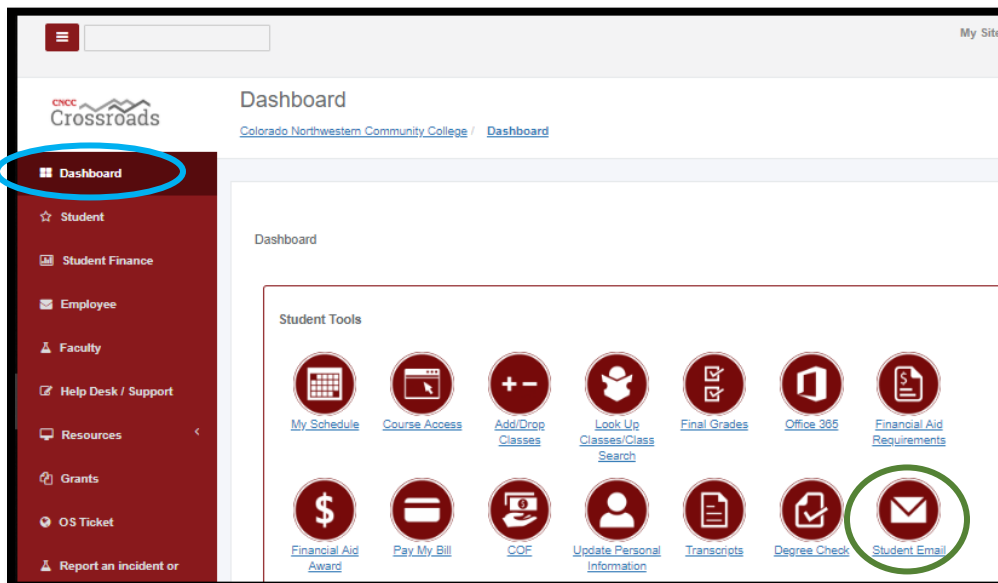 My Site
CNCC
Crossroads
Dashboard
Colorado Northwestern Community College / Dashboard
Dashboard
Student
Student Finance
Employee
Faculty
Help Desk / Support
Resources
Grants
OS Ticket
Report an incident or
Dashboard
Student Tools
My Schedule
Course Access
Add/Drop
Classes
Look Up
Classes/Class
Search
Final Grades
Office 365
Financial Aid
Requirements
Financial Aid
Award
Pay My Bill
COF
Update Personal
Information
Transcripts
Degree Check
Student Email